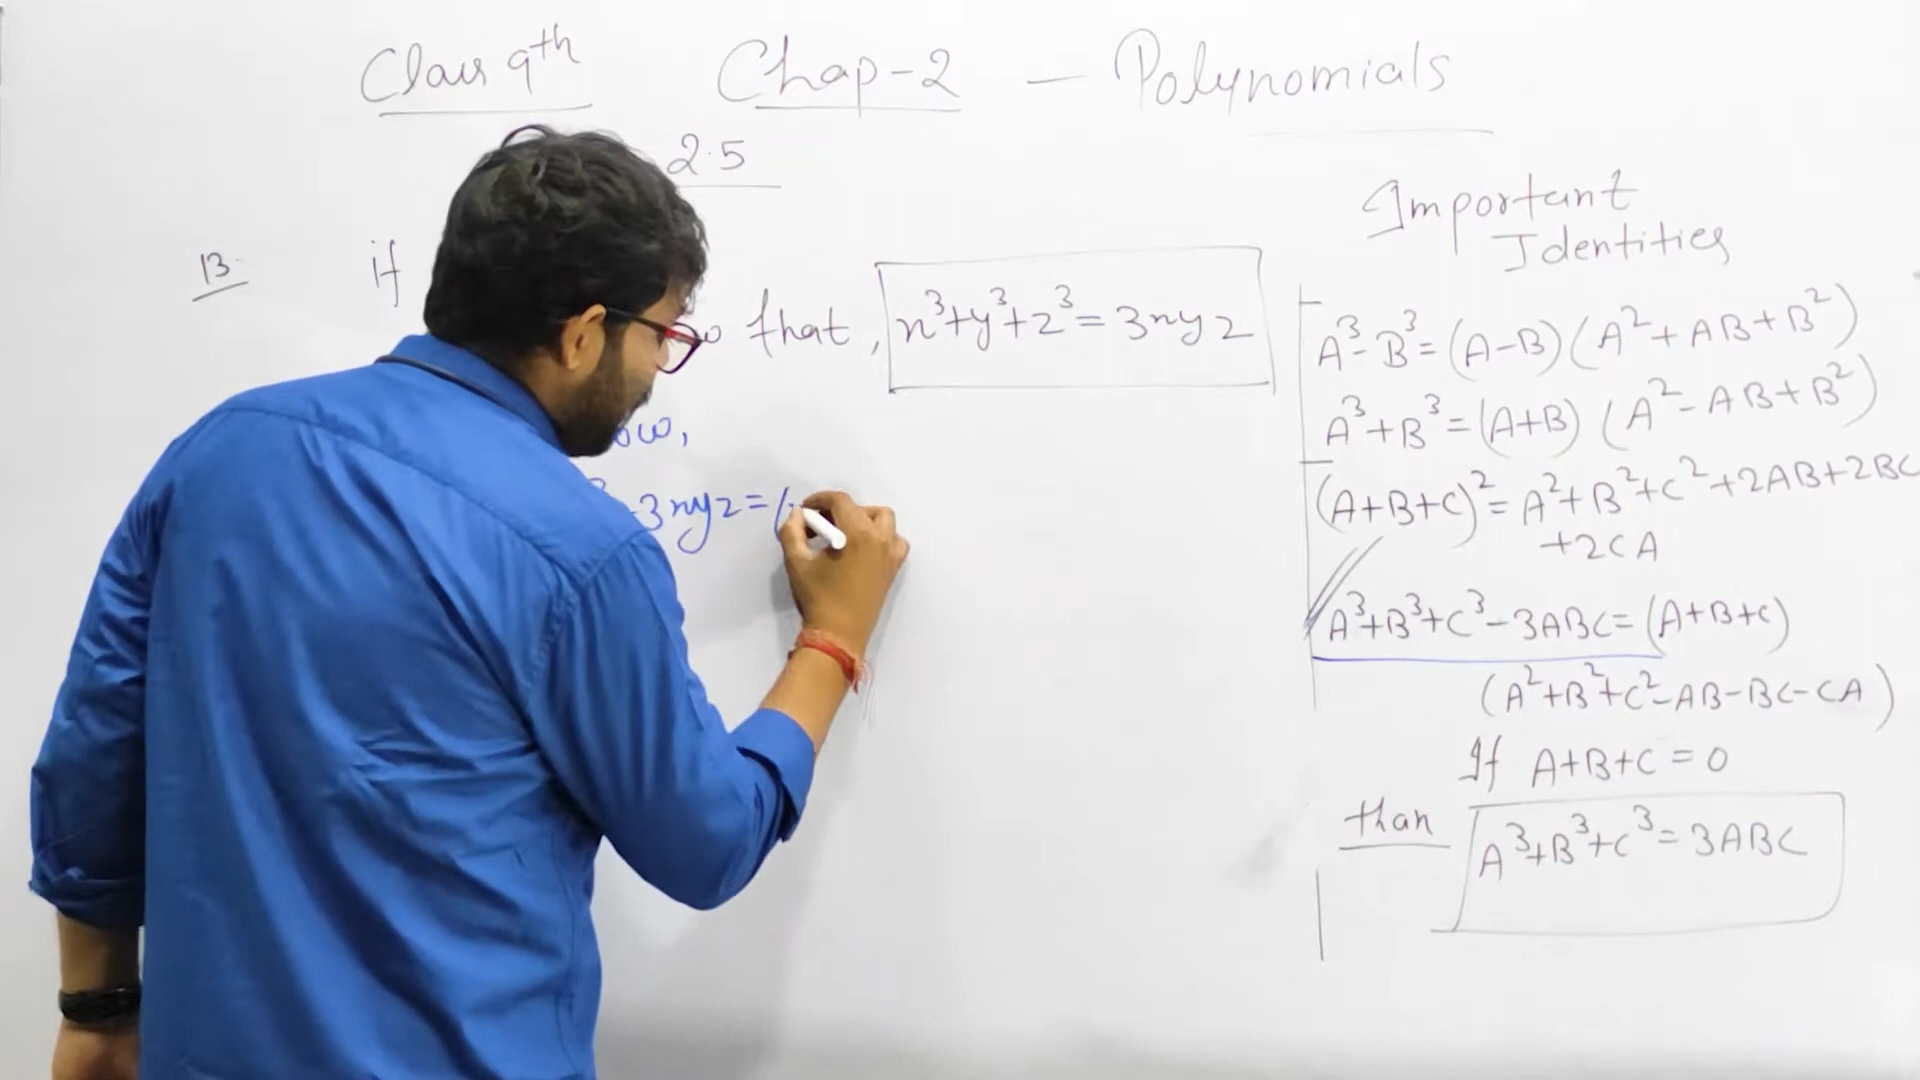 Class 9th Chap-2 — Polynomials
2.5
13. if
that, x³+y³+z³=3xyz
ow,
3xyz=(
Important
Identities
A³-B³=(A-B)(A²+AB+B²)
A³+B³=(A+B)(A²-AB+B²)
(A+B+C)²=A²+B²+C²+2AB+2BC
+2CA
A³+B³+C³-3ABC=(A+B+C)
(A²+B²+C²-AB-BC-CA)
If A+B+C=0
than A³+B³+C³=3ABC